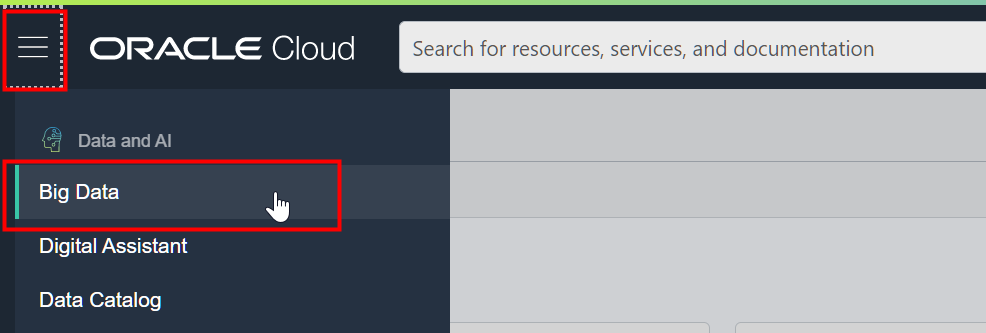 ORACLE Cloud
Search for resources, services, and documentation
Data and AI
Big Data
Digital Assistant
Data Catalog